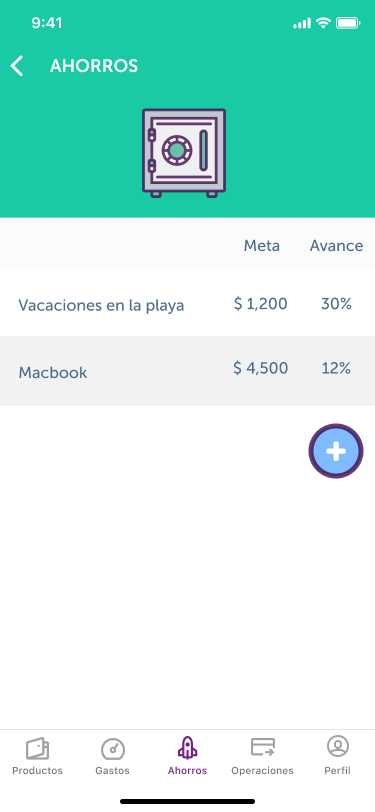 9:41
AHORROS
Meta Avance
Vacaciones en la playa $ 1,200 30%
Macbook $ 4,500 12%
Productos Gastos Ahorros Operaciones Perfil